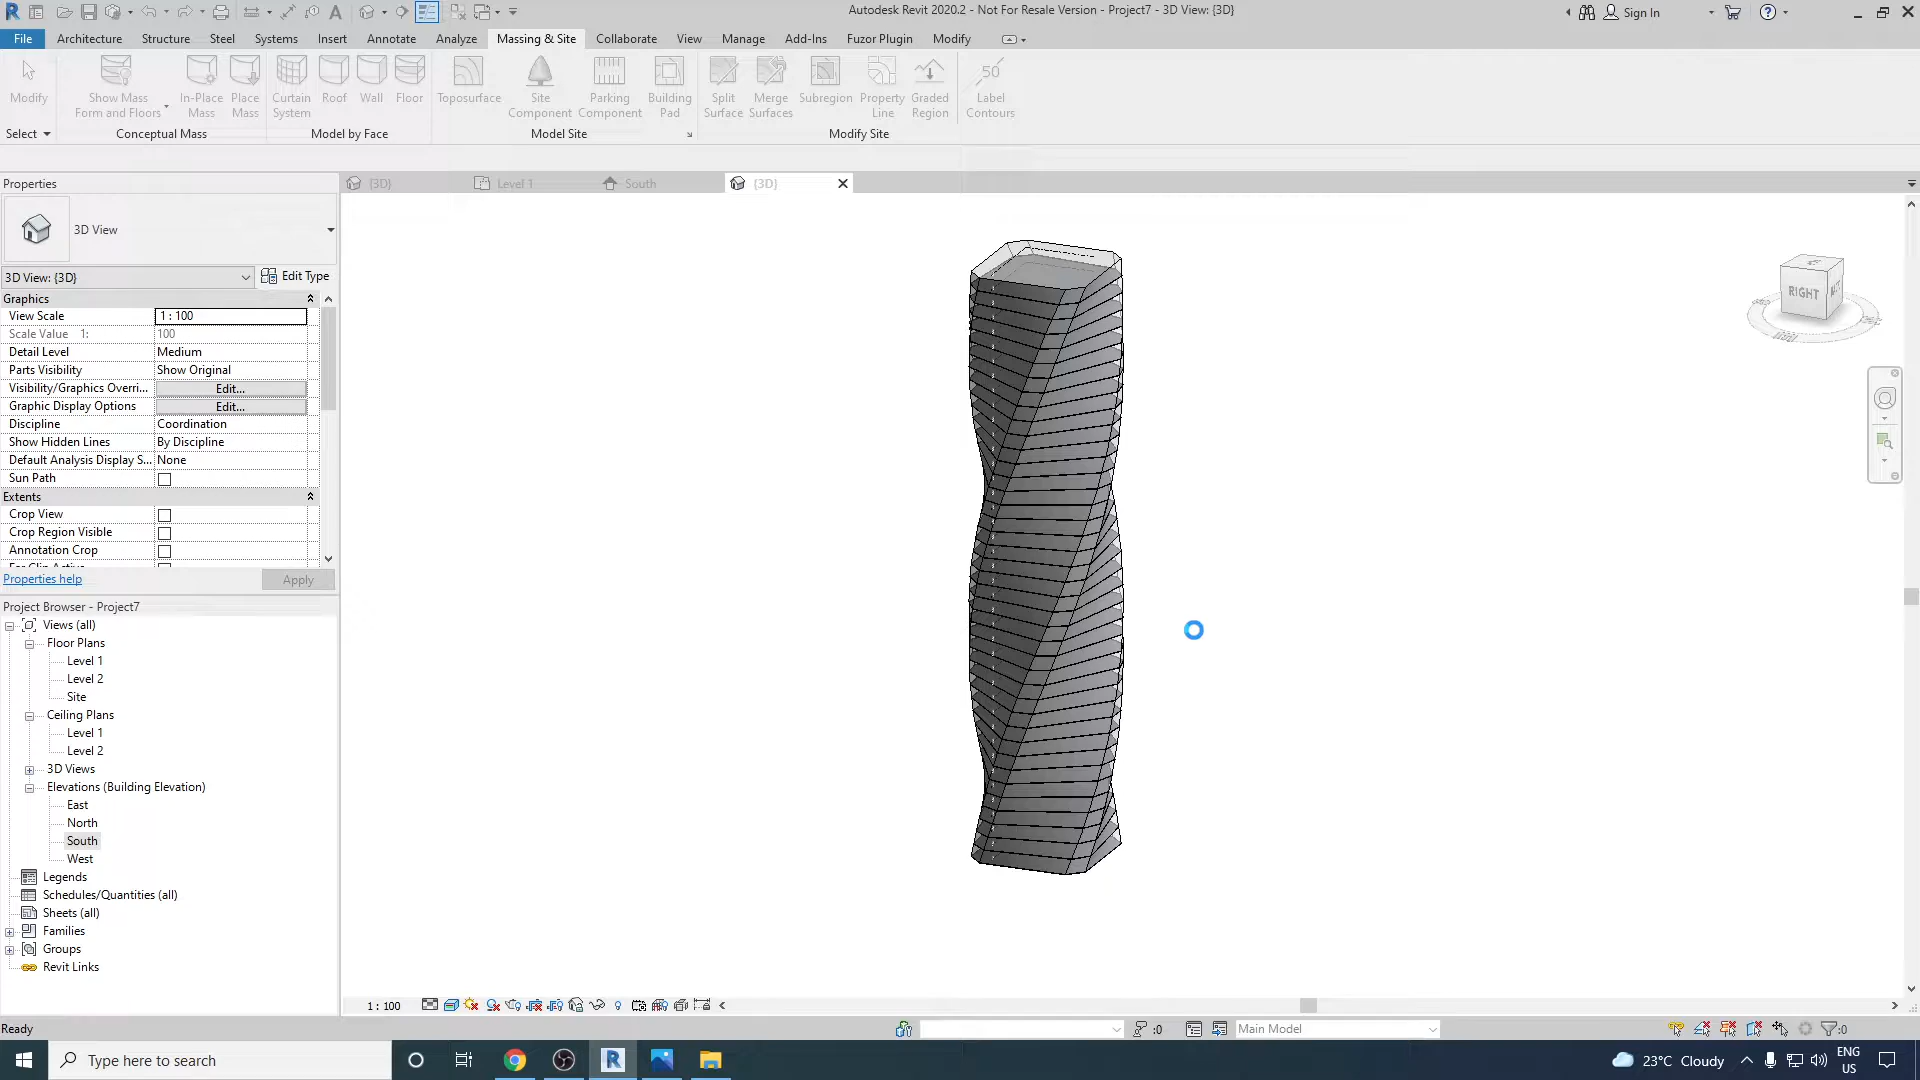 Autodesk Revit 2020.2 - Not For Resale Version - Project7 - 3D View: {3D}
Sign In
File Architecture Structure Steel Systems Insert Annotate Analyze Massing & Site Collaborate View Manage Add-Ins Fuzor Plugin Modify
Modify
Show Mass
Form and Floors
In-Place
Mass
Place
Mass
Curtain
System
Roof
Wall
Floor
Toposurface
Site
Component
Parking
Component
Building
Pad
Split
Surface
Merge
Surfaces
Subregion
Property
Line
Graded
Region
50
Label
Contours
Select
Conceptual Mass
Model by Face
Model Site
Modify Site
Properties
{3D}
Level 1
South
{3D}
3D View
3D View: {3D}
Edit Type
Graphics
View Scale 1 : 100
Scale Value 1: 100
Detail Level Medium
Parts Visibility Show Original
Visibility/Graphics Overri... Edit...
Graphic Display Options Edit...
Discipline Coordination
Show Hidden Lines By Discipline
Default Analysis Display S... None
Sun Path
Extents
Crop View
Crop Region Visible
Annotation Crop
Properties help
Apply
RIGHT
Project Browser - Project7
Views (all)
Floor Plans
Level 1
Level 2
Site
Ceiling Plans
Level 1
Level 2
3D Views
Elevations (Building Elevation)
East
North
South
West
Legends
Schedules/Quantities (all)
Sheets (all)
Families
Groups
Revit Links
1 : 100
Ready
:0
Main Model
:0
Type here to search
23°C Cloudy
ENG
US